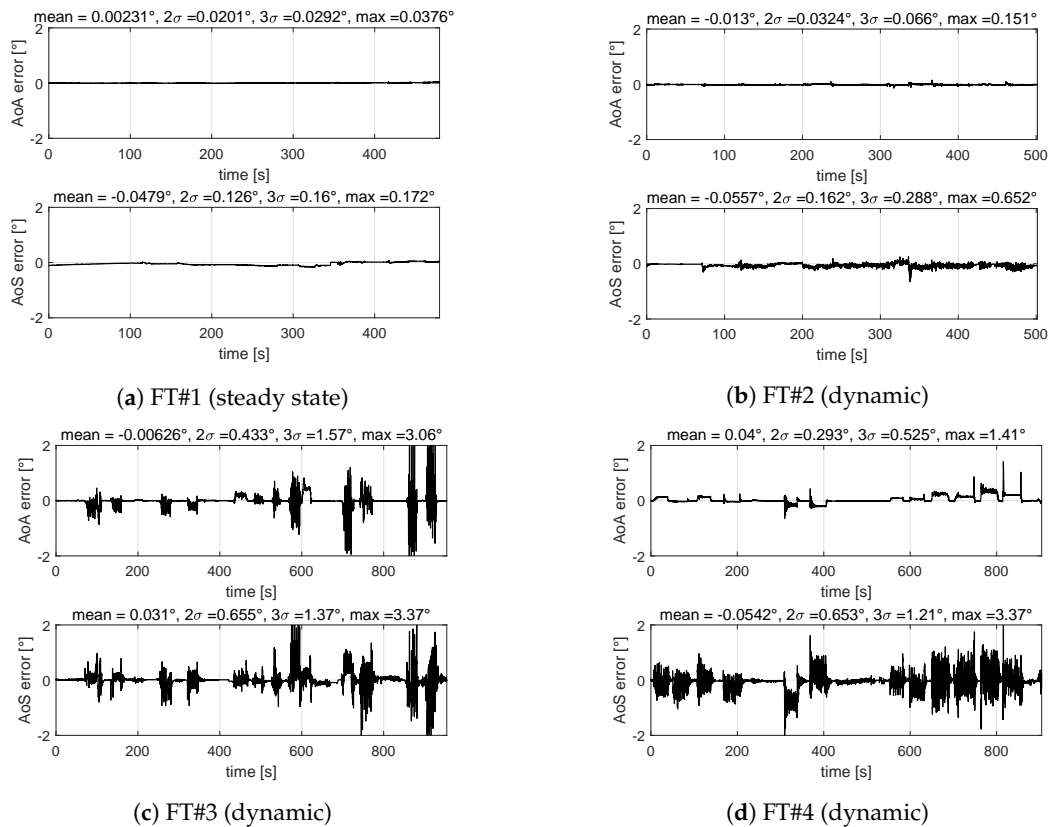 mean = 0.00231°, 2σ =0.0201°, 3σ =0.0292°, max =0.0376°
2
0
-2
AoA error [°]
0 100 200 300 400
time [s]
mean = -0.0479°, 2σ =0.126°, 3σ =0.16°, max =0.172°
2
0
-2
AoS error [°]
0 100 200 300 400
time [s]
(a) FT#1 (steady state)
mean = -0.013°, 2σ =0.0324°, 3σ =0.066°, max =0.151°
2
0
-2
AoA error [°]
0 100 200 300 400 500
time [s]
mean = -0.0557°, 2σ =0.162°, 3σ =0.288°, max =0.652°
2
0
-2
AoS error [°]
0 100 200 300 400 500
time [s]
(b) FT#2 (dynamic)
mean = -0.00626°, 2σ =0.433°, 3σ =1.57°, max =3.06°
2
0
-2
AoA error [°]
0 200 400 600 800
time [s]
mean = 0.031°, 2σ =0.655°, 3σ =1.37°, max =3.37°
2
0
-2
AoS error [°]
0 200 400 600 800
time [s]
(c) FT#3 (dynamic)
mean = 0.04°, 2σ =0.293°, 3σ =0.525°, max =1.41°
2
0
-2
AoA error [°]
0 200 400 600 800
time [s]
mean = -0.0542°, 2σ =0.653°, 3σ =1.21°, max =3.37°
2
0
-2
AoS error [°]
0 200 400 600 800
time [s]
(d) FT#4 (dynamic)